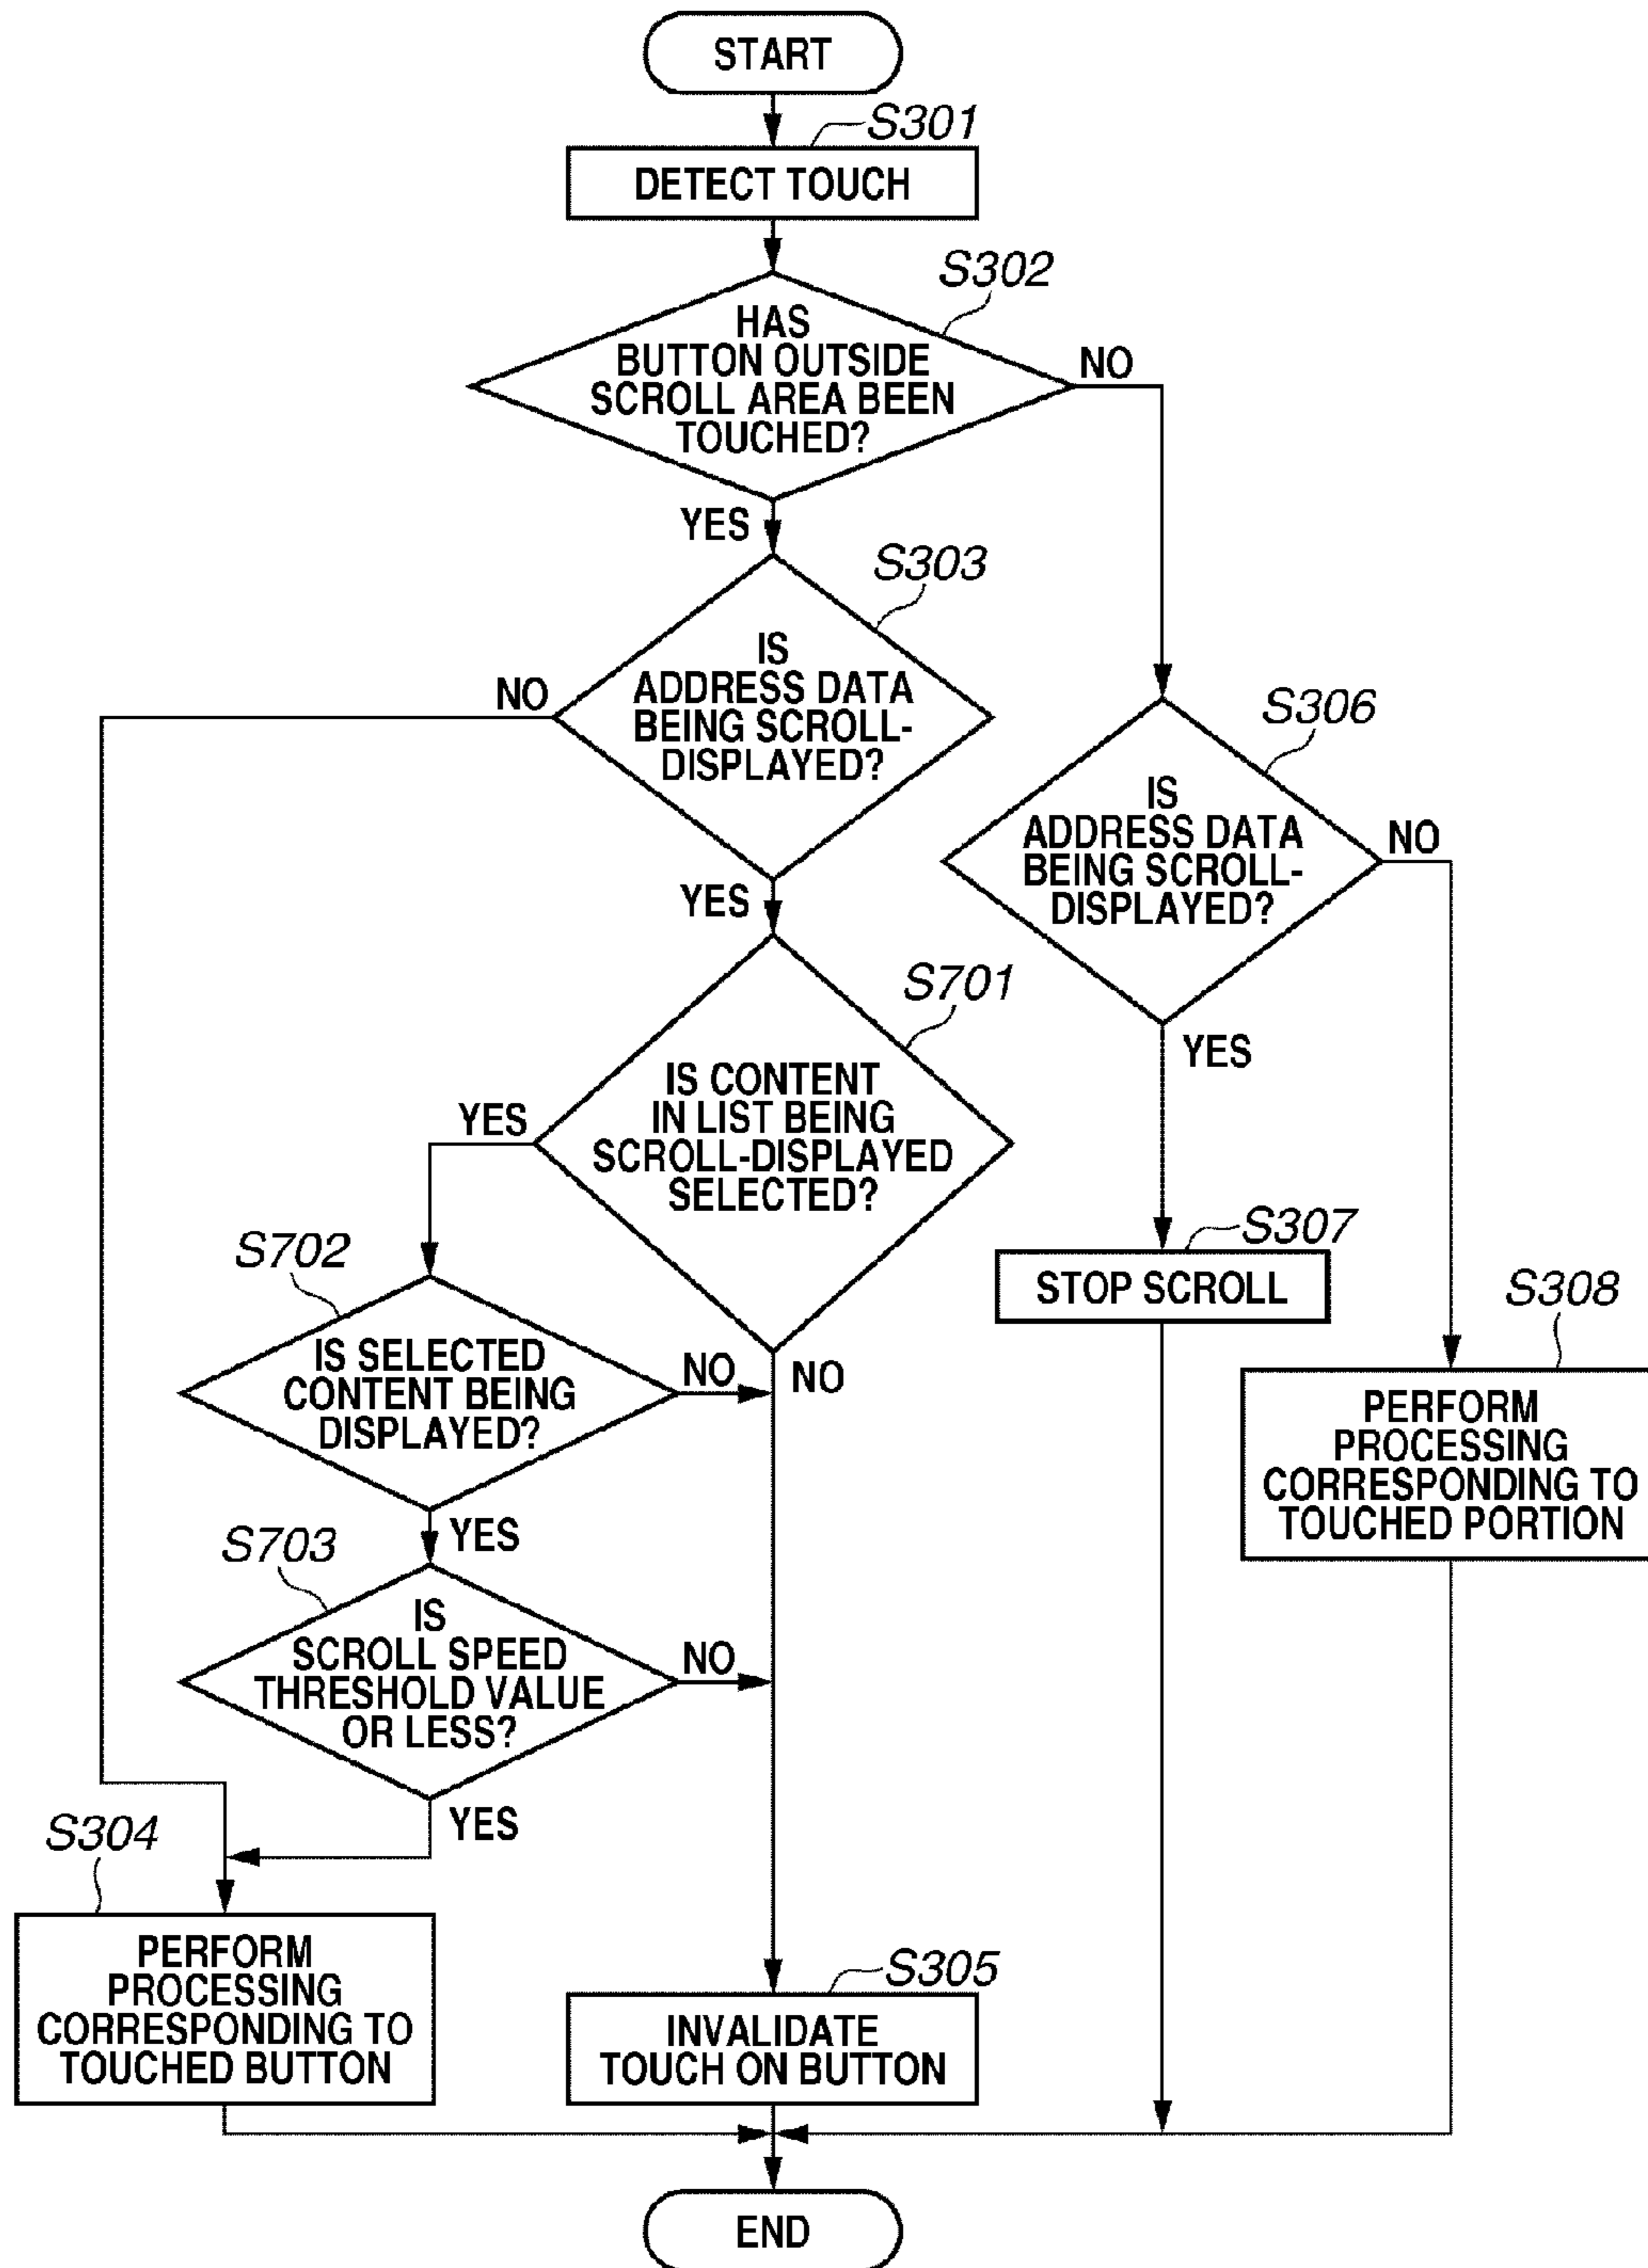 START
S301
DETECT TOUCH
S302
HAS
BUTTON OUTSIDE
SCROLL AREA BEEN
TOUCHED?
NO
YES
S303
IS
ADDRESS DATA
BEING SCROLL-
DISPLAYED?
NO
YES
S306
IS
ADDRESS DATA
BEING SCROLL-
DISPLAYED?
NO
YES
S701
IS CONTENT
IN LIST BEING
SCROLL-DISPLAYED
SELECTED?
YES
NO
S307
STOP SCROLL
S308
PERFORM
PROCESSING
CORRESPONDING TO
TOUCHED PORTION
S702
IS SELECTED
CONTENT BEING
DISPLAYED?
NO
YES
S703
IS
SCROLL SPEED
THRESHOLD VALUE
OR LESS?
NO
YES
S304
PERFORM
PROCESSING
CORRESPONDING TO
TOUCHED BUTTON
S305
INVALIDATE
TOUCH ON BUTTON
END